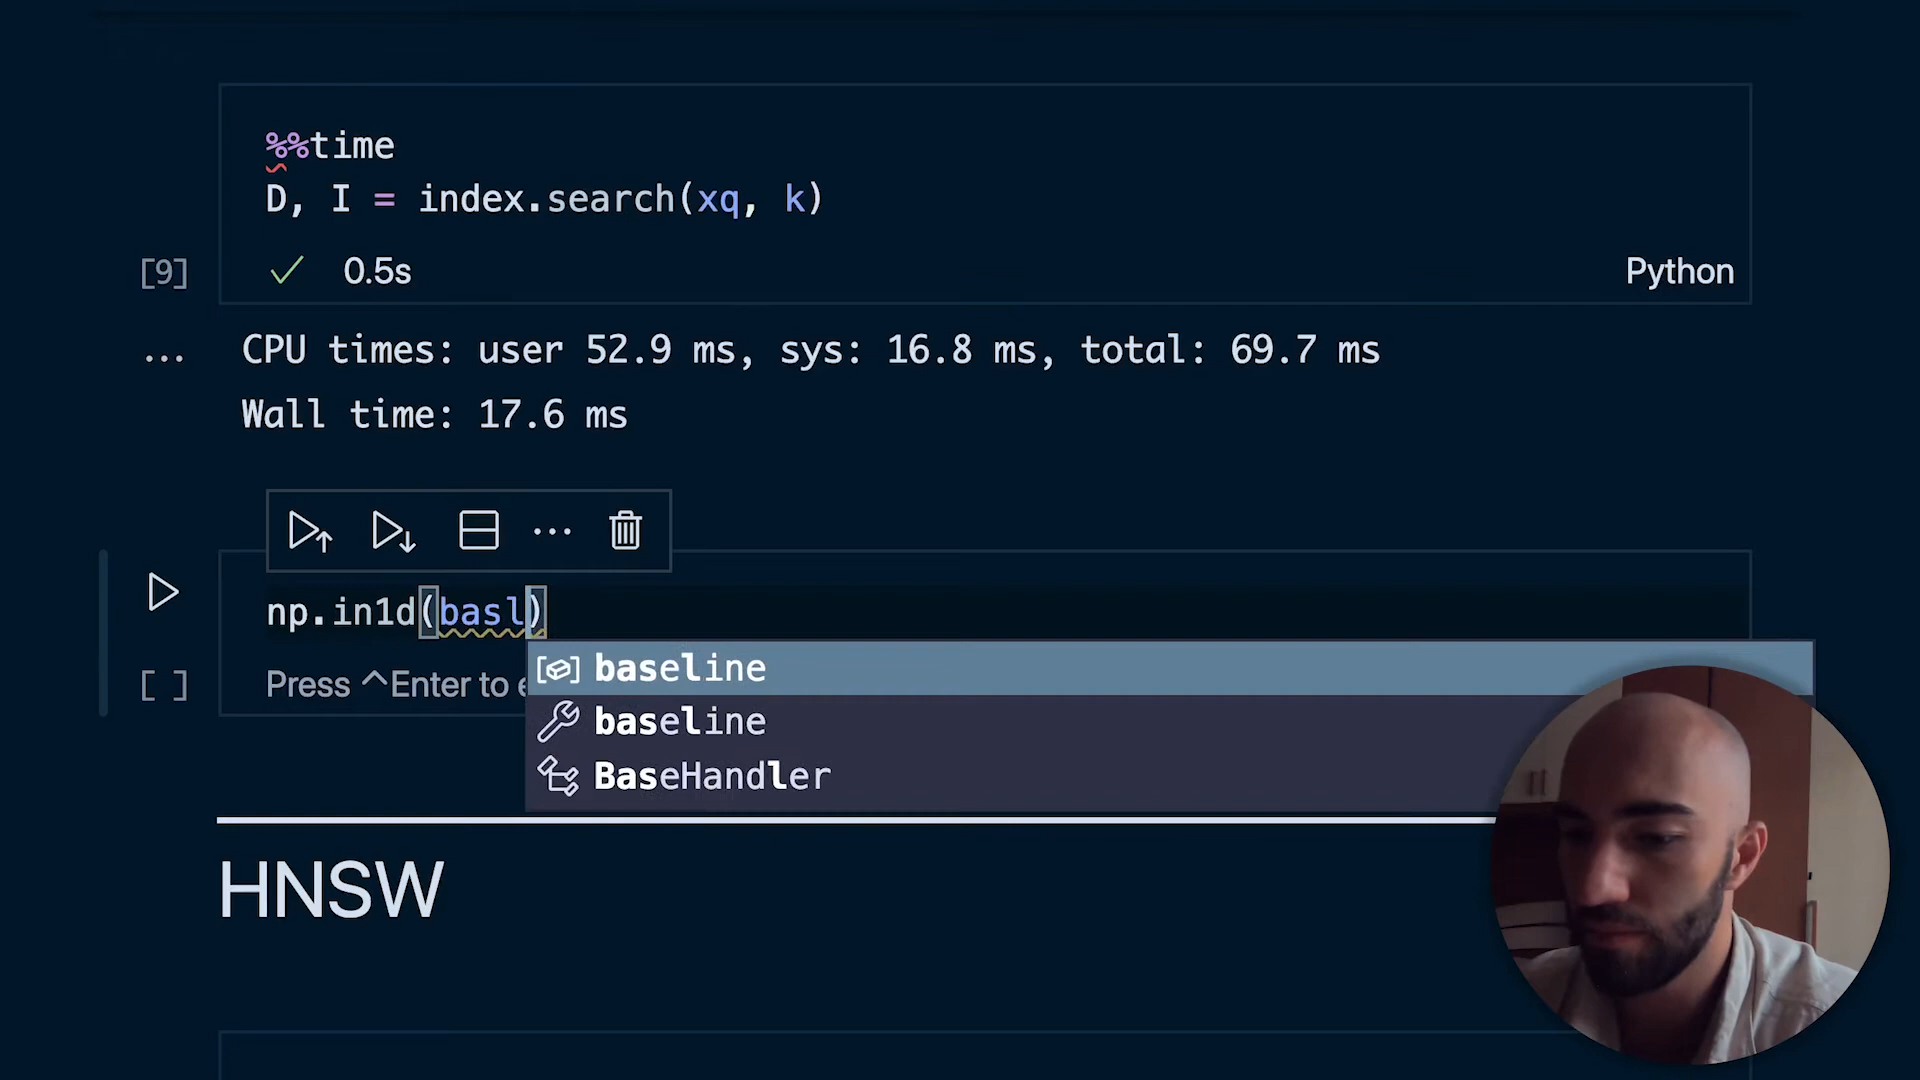 %%time
D, I = index.search(xq, k)
[9]
0.5s
Python
...
CPU times: user 52.9 ms, sys: 16.8 ms, total: 69.7 ms
Wall time: 17.6 ms
np.in1d(basl)
[ ]
Press ^Enter to e
baseline
baseline
BaseHandler
HNSW